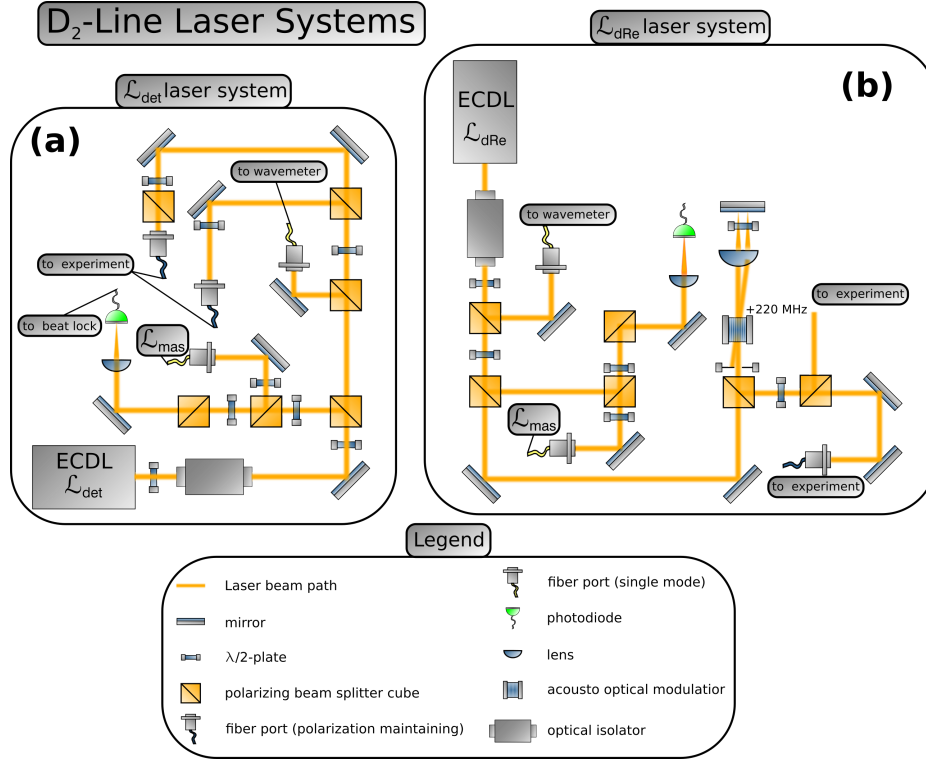 D₂-Line Laser Systems
ℒdet laser system
(a)
to wavemeter
to experiment
to beat lock
ℒmas
ECDL
ℒdet
ℒdRe laser system
(b)
ECDL
ℒdRe
to wavemeter
+220 MHz
to experiment
ℒmas
to experiment
Legend
Laser beam path
mirror
λ/2-plate
polarizing beam splitter cube
fiber port (polarization maintaining)
fiber port (single mode)
photodiode
lens
acousto optical modulatior
optical isolator